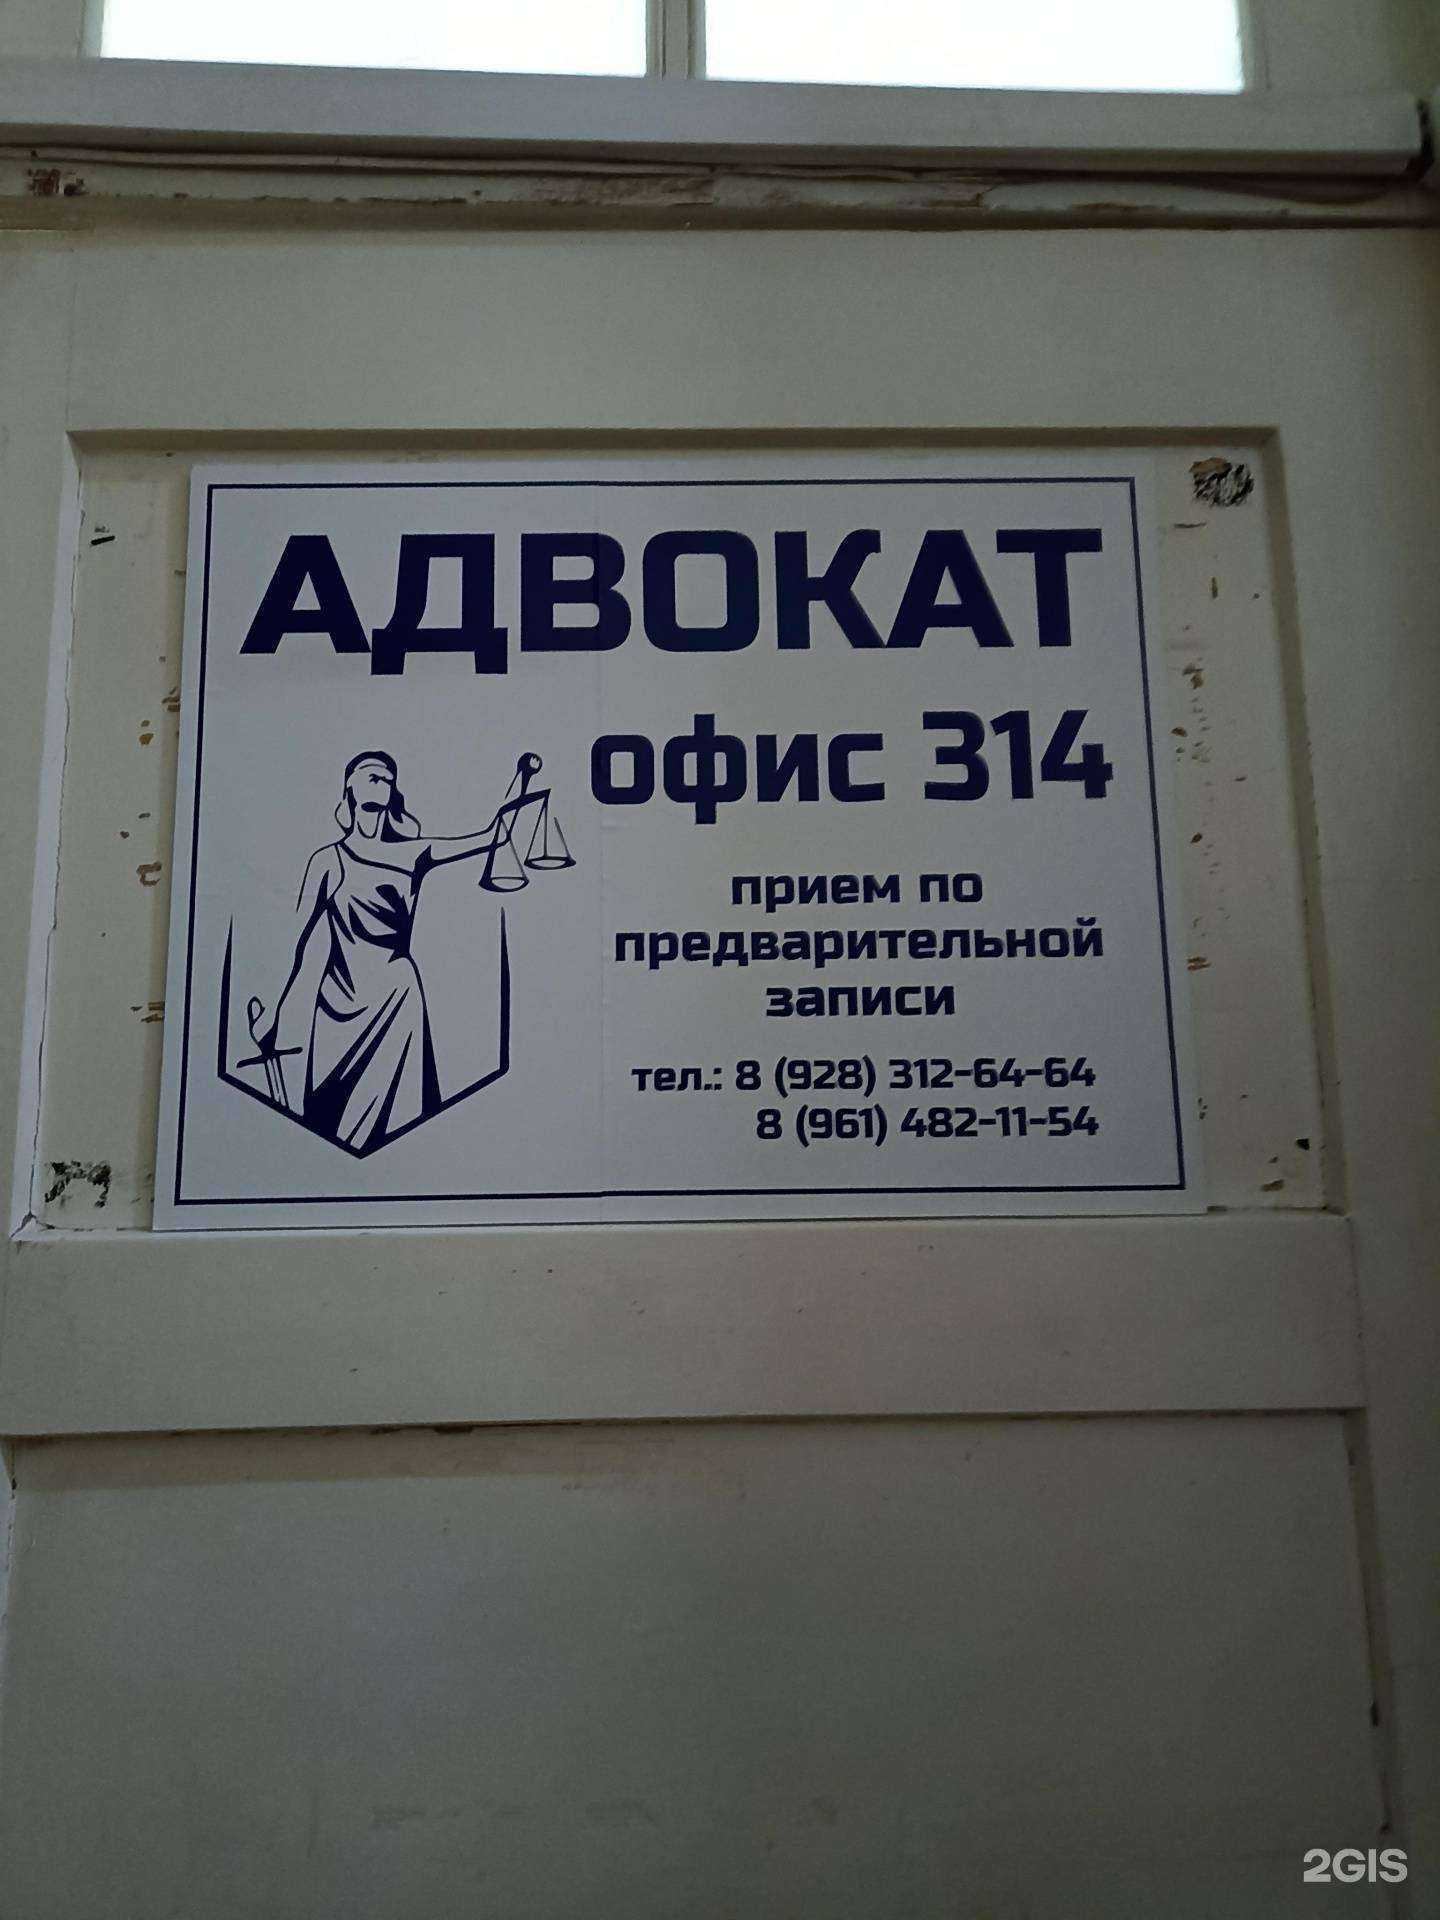 АДВОКАТ
офис 314
прием по
предварительной
записи
тел.: 8 (928) 312-64-64
8 (961) 482-11-54
2GIS